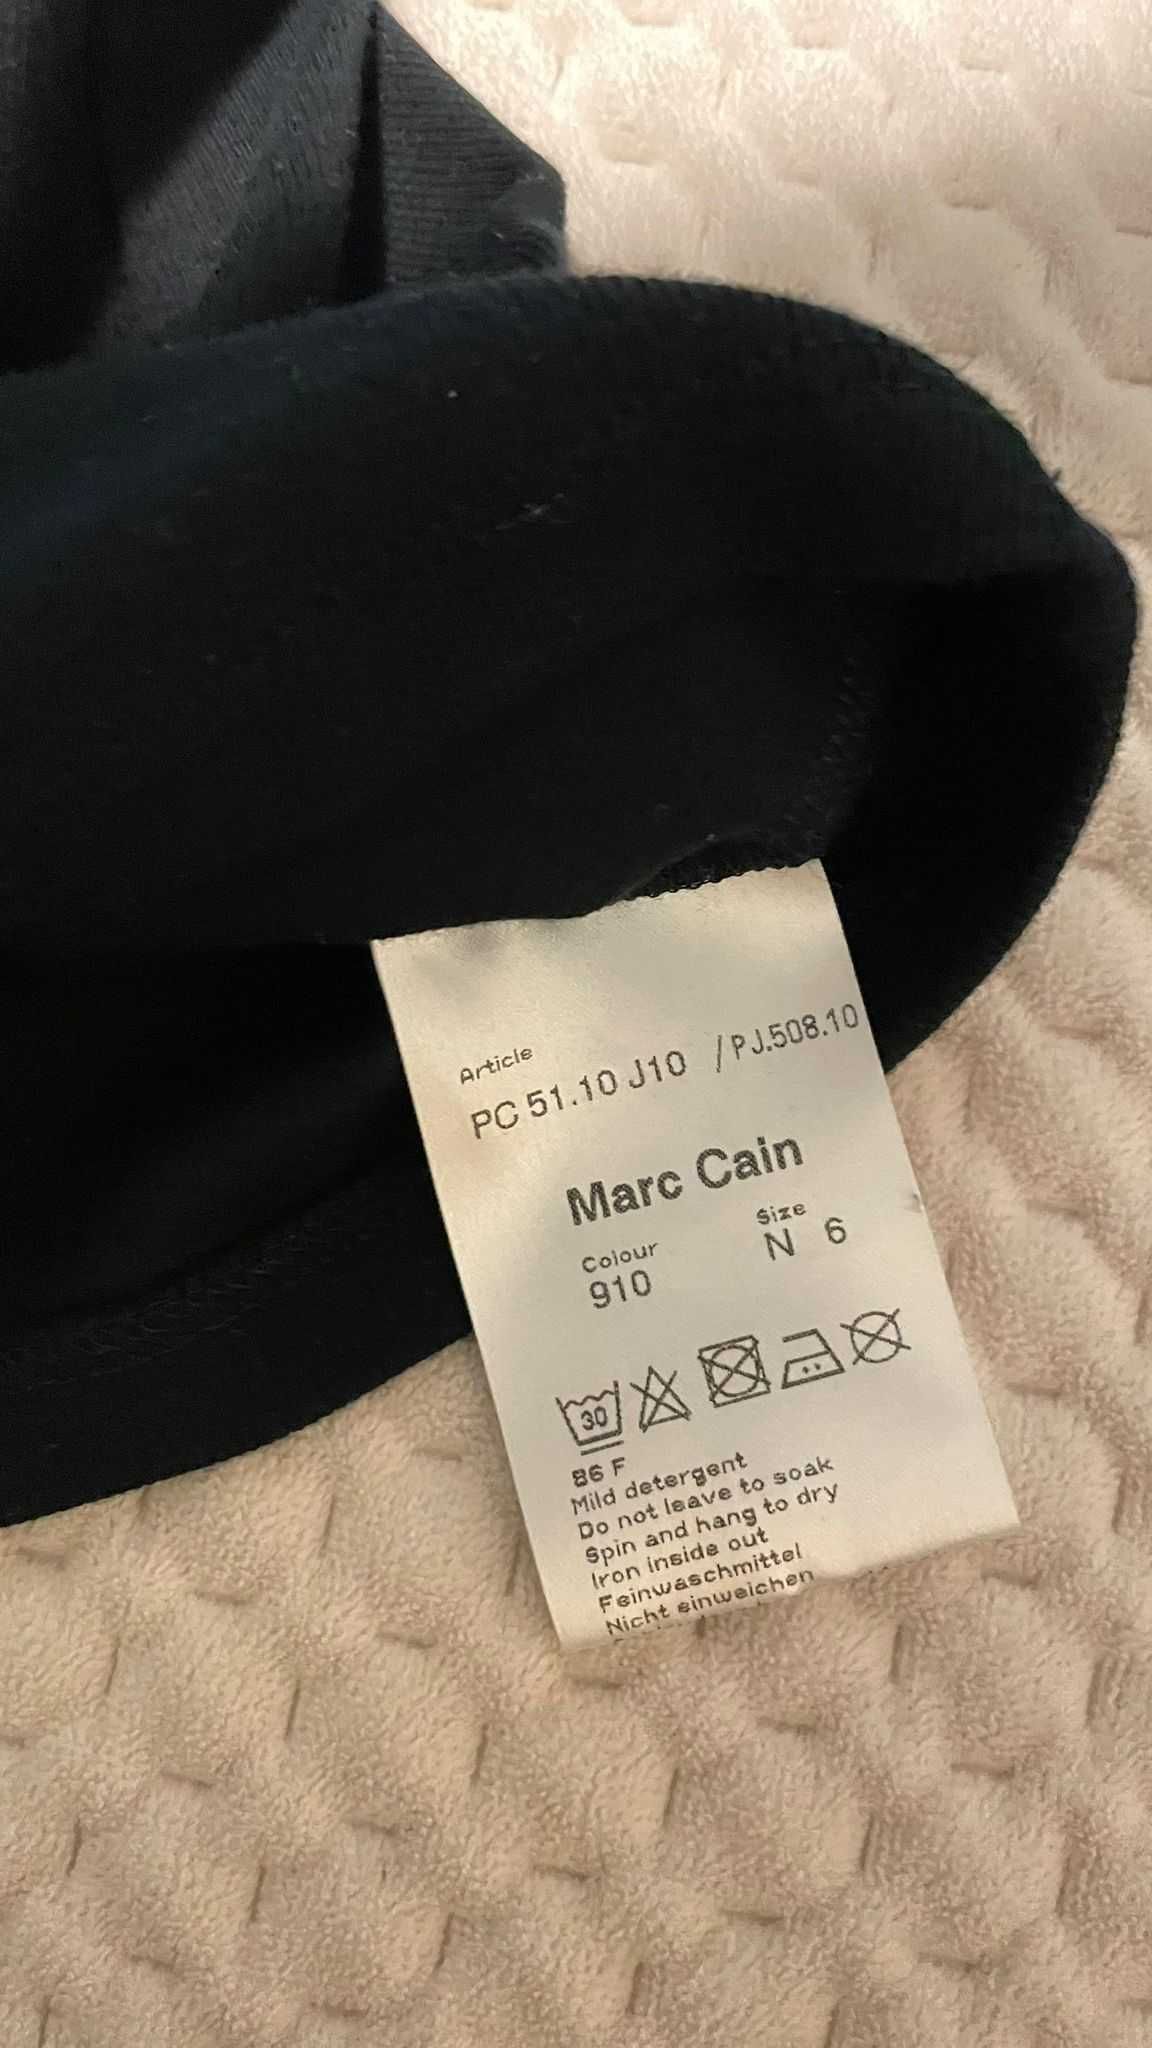 Article
PC 51.10 J10 / PJ.508.10
Marc Cain
Colour Size
910 N 6
30
86 F
Mild detergent
Do not leave to soak
Spin and hang to dry
Iron inside out
Feinwaschmittel
Nicht einweichen